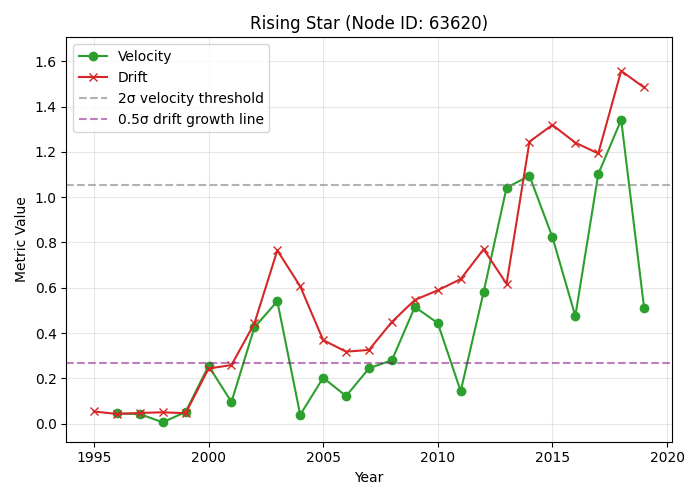 Rising Star (Node ID: 63620)
Velocity
Drift
2σ velocity threshold
0.5σ drift growth line
Metric Value
1.6
1.4
1.2
1.0
0.8
0.6
0.4
0.2
0.0
1995 2000 2005 2010 2015 2020
Year